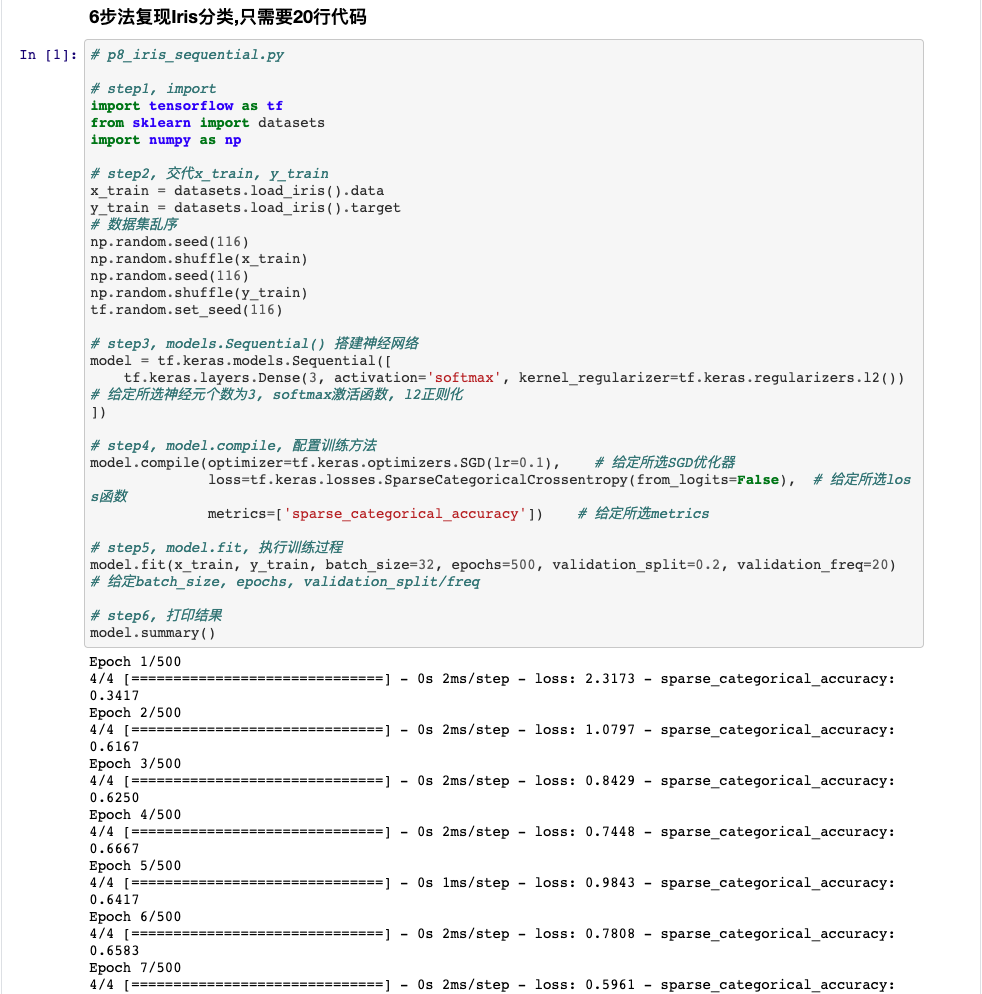 6步法复现Iris分类,只需要20行代码
In [1]: # p8_iris_sequential.py
# step1, import
import tensorflow as tf
from sklearn import datasets
import numpy as np
# step2, 交代x_train, y_train
x_train = datasets.load_iris().data
y_train = datasets.load_iris().target
# 数据集乱序
np.random.seed(116)
np.random.shuffle(x_train)
np.random.seed(116)
np.random.shuffle(y_train)
tf.random.set_seed(116)
# step3, models.Sequential() 搭建神经网络
model = tf.keras.models.Sequential([
    tf.keras.layers.Dense(3, activation='softmax', kernel_regularizer=tf.keras.regularizers.l2())
# 给定所选神经元个数为3, softmax激活函数, l2正则化
])
# step4, model.compile, 配置训练方法
model.compile(optimizer=tf.keras.optimizers.SGD(lr=0.1),    # 给定所选SGD优化器
              loss=tf.keras.losses.SparseCategoricalCrossentropy(from_logits=False),  # 给定所选los
s函数
              metrics=['sparse_categorical_accuracy'])    # 给定所选metrics
# step5, model.fit, 执行训练过程
model.fit(x_train, y_train, batch_size=32, epochs=500, validation_split=0.2, validation_freq=20)
# 给定batch_size, epochs, validation_split/freq
# step6, 打印结果
model.summary()
Epoch 1/500
4/4 [==============================] - 0s 2ms/step - loss: 2.3173 - sparse_categorical_accuracy:
0.3417
Epoch 2/500
4/4 [==============================] - 0s 2ms/step - loss: 1.0797 - sparse_categorical_accuracy:
0.6167
Epoch 3/500
4/4 [==============================] - 0s 2ms/step - loss: 0.8429 - sparse_categorical_accuracy:
0.6250
Epoch 4/500
4/4 [==============================] - 0s 2ms/step - loss: 0.7448 - sparse_categorical_accuracy:
0.6667
Epoch 5/500
4/4 [==============================] - 0s 1ms/step - loss: 0.9843 - sparse_categorical_accuracy:
0.6417
Epoch 6/500
4/4 [==============================] - 0s 2ms/step - loss: 0.7808 - sparse_categorical_accuracy:
0.6583
Epoch 7/500
4/4 [==============================] - 0s 2ms/step - loss: 0.5961 - sparse_categorical_accuracy: